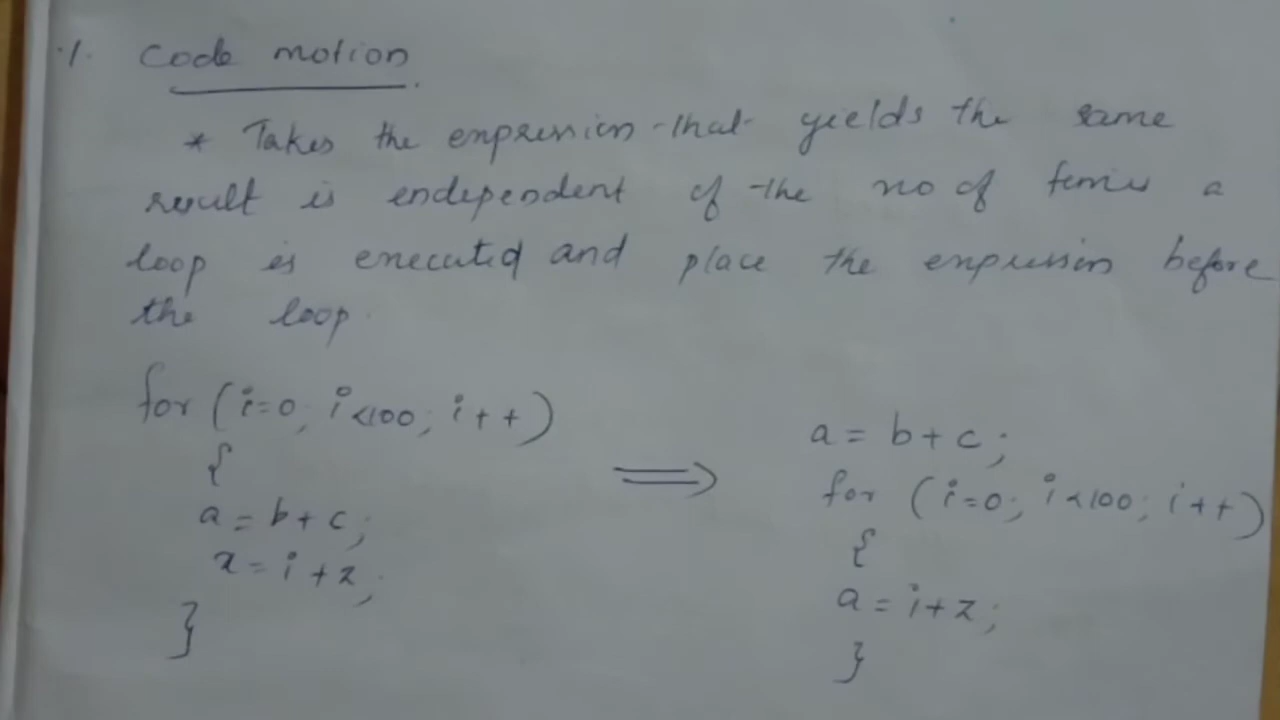 1. Code motion
* Takes the expression that yields the same
result is independent of the no of times a
loop is executed and place the expression before
the loop.
for (i=0; i<100; i++)
{
a = b + c;
x = i + z;
}
⟹
a = b + c;
for (i=0; i<100; i++)
{
a = i + z;
}